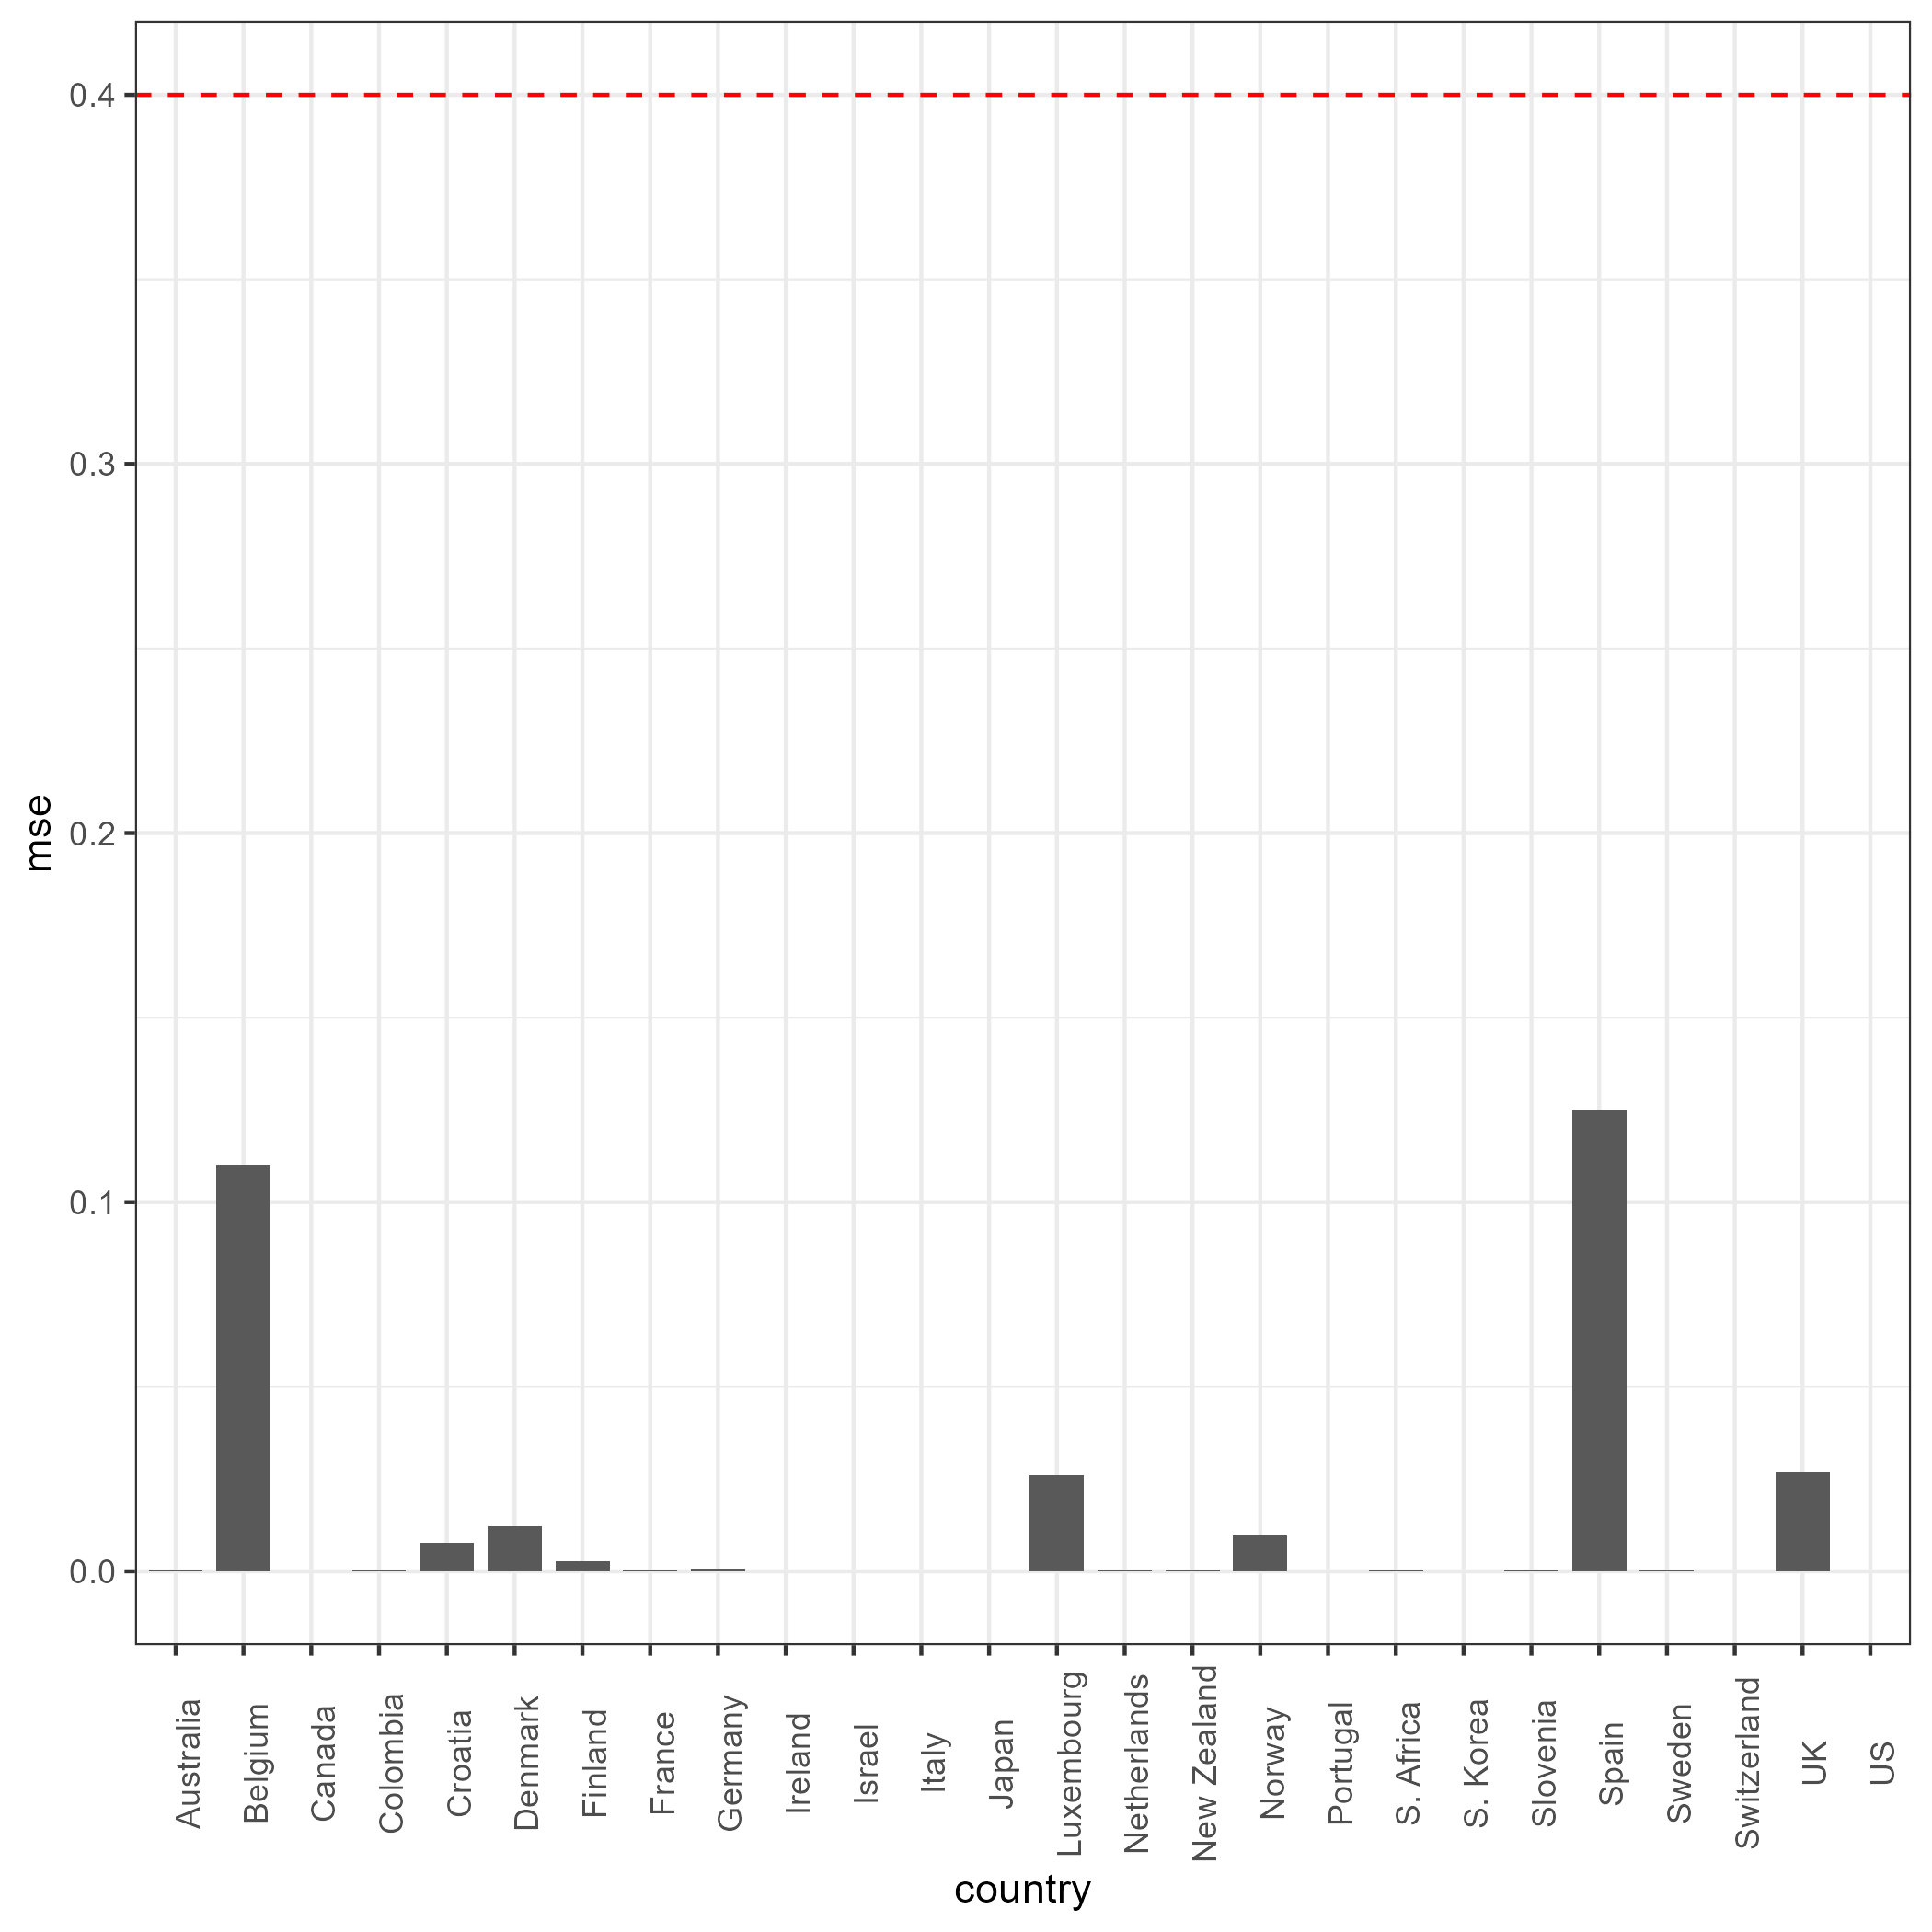 mse
0.4
0.3
0.2
0.1
0.0
Australia
Belgium
Canada
Colombia
Croatia
Denmark
Finland
France
Germany
Ireland
Israel
Italy
Japan
Luxembourg
Netherlands
New Zealand
Norway
Portugal
S. Africa
S. Korea
Slovenia
Spain
Sweden
Switzerland
UK
US
country